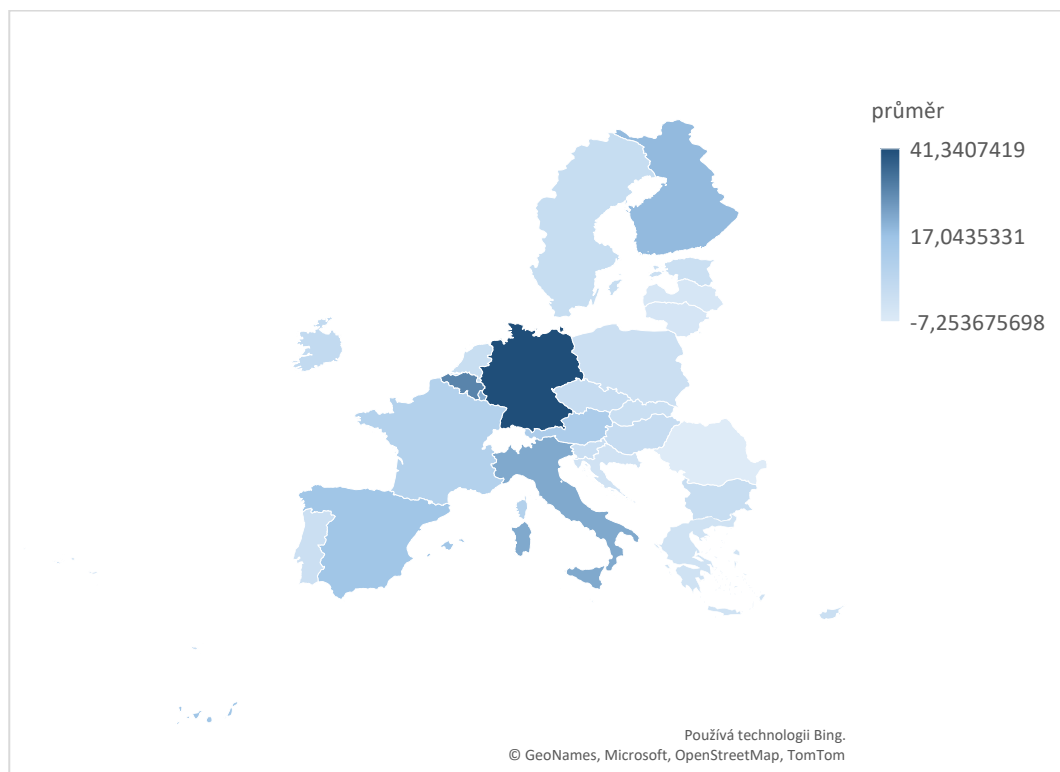 průměr
41,3407419
17,0435331
-7,253675698
Používá technologii Bing.
© GeoNames, Microsoft, OpenStreetMap, TomTom